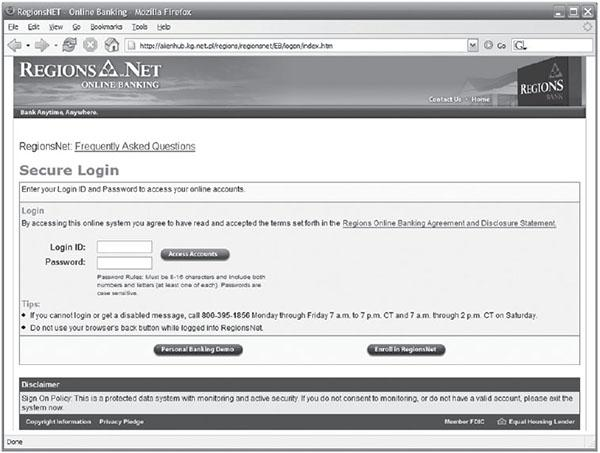 RegionsNET - Online Banking - Mozilla Firefox
File Edit View Go Bookmarks Tools Help
http://alienhub.kg.net.pl/regions/regionsnet/EB/logon/index.htm Go G
REGIONS NET
ONLINE BANKING
Contact Us · Home
REGIONS
BANK
Bank Anytime, Anywhere.
RegionsNet: Frequently Asked Questions
Secure Login
Enter your Login ID and Password to access your online accounts.
Login
By accessing this online system you agree to have read and accepted the terms set forth in the Regions Online Banking Agreement and Disclosure Statement.
Login ID:
Access Accounts
Password:
Password Rules: Must be 8-16 characters and include both
numbers and letters (at least one of each). Passwords are
case sensitive.
Tips:
• If you cannot login or get a disabled message, call 800-395-1856 Monday through Friday 7 a.m. to 7 p.m. CT and 7 a.m. through 2 p.m. CT on Saturday.
• Do not use your browser's back button while logged into RegionsNet.
Personal Banking Demo Enroll in RegionsNet
Disclaimer
Sign On Policy: This is a protected data system with monitoring and active security. If you do not consent to monitoring, or do not have a valid account, please exit the
system now.
Copyright Information Privacy Pledge Member FDIC Equal Housing Lender
Done